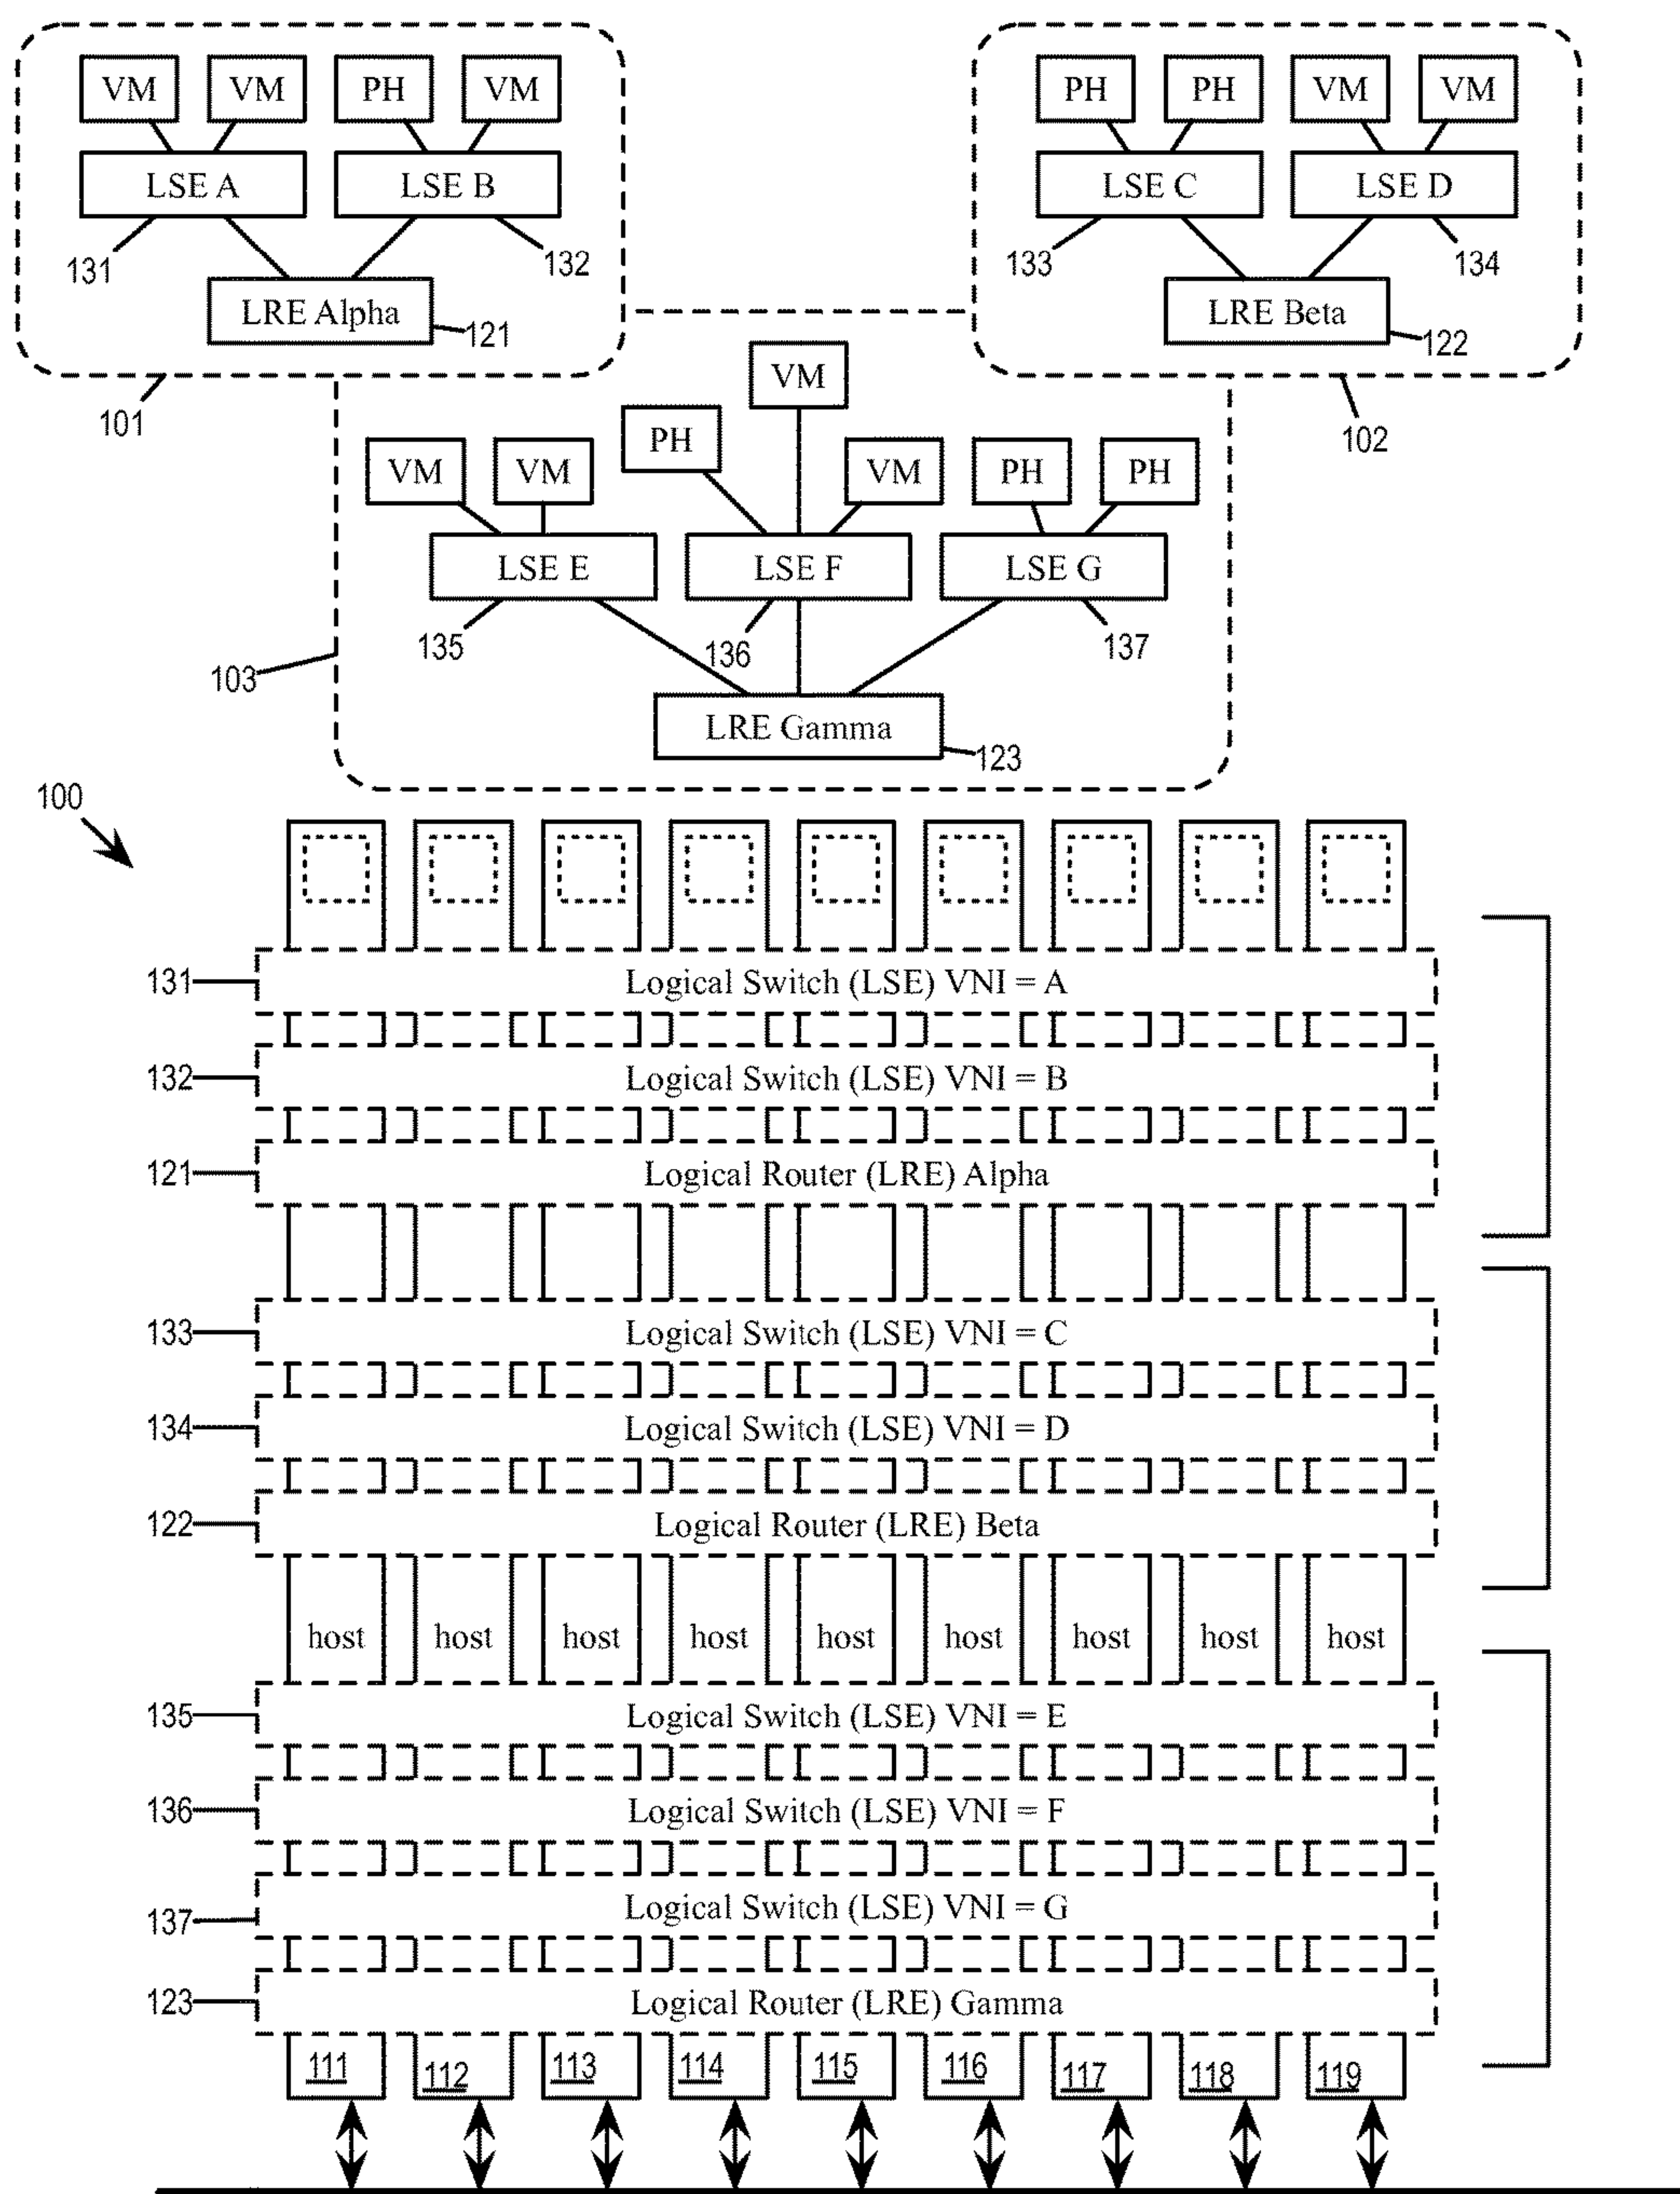 VM VM PH VM PH PH VM VM
LSE A LSE B LSE C LSE D
131 132 133 134
LRE Alpha 121 LRE Beta 122
101 102
VM
PH
VM VM VM PH PH
LSE E LSE F LSE G
135 136 137
103
LRE Gamma 123
100
131 Logical Switch (LSE) VNI = A
132 Logical Switch (LSE) VNI = B
121 Logical Router (LRE) Alpha
133 Logical Switch (LSE) VNI = C
134 Logical Switch (LSE) VNI = D
122 Logical Router (LRE) Beta
host host host host host host host host host
135 Logical Switch (LSE) VNI = E
136 Logical Switch (LSE) VNI = F
137 Logical Switch (LSE) VNI = G
123 Logical Router (LRE) Gamma
111 112 113 114 115 116 117 118 119